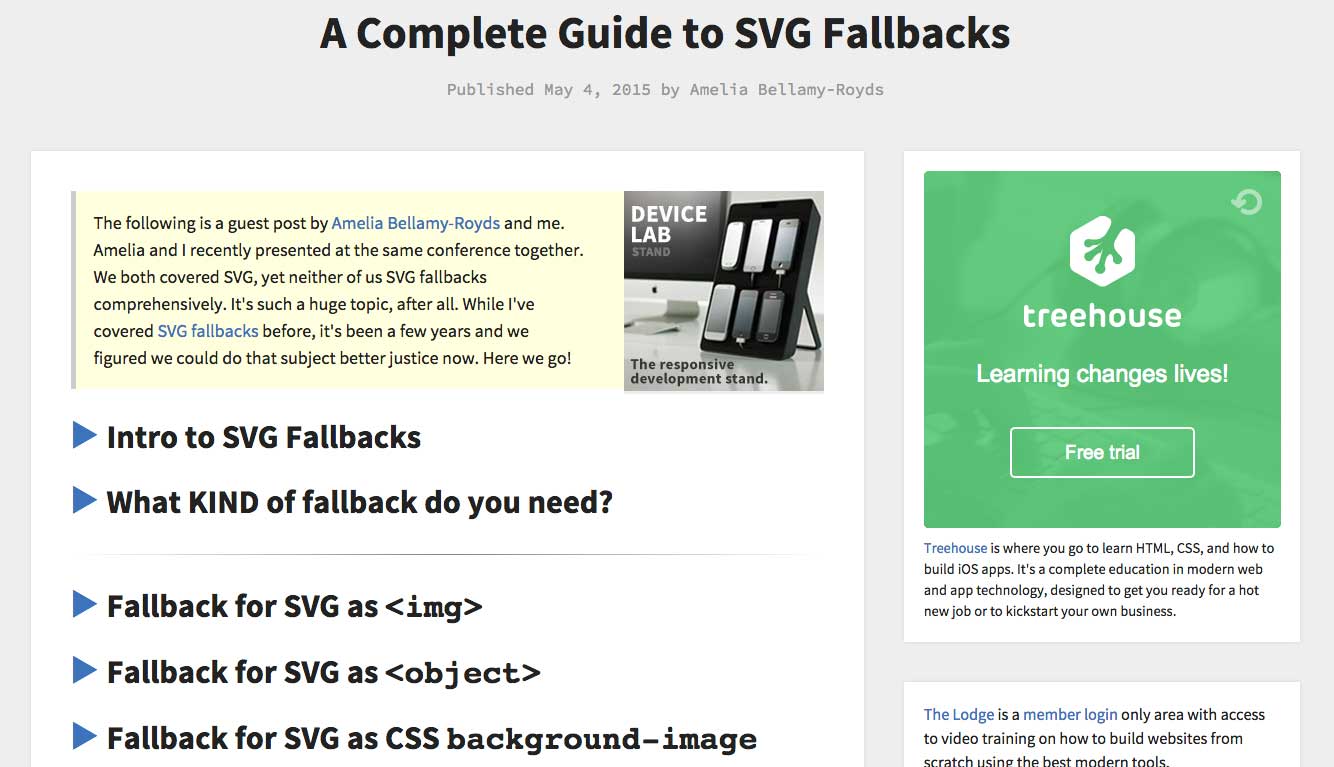 A Complete Guide to SVG Fallbacks
Published May 4, 2015 by Amelia Bellamy-Royds
The following is a guest post by Amelia Bellamy-Royds and me.
Amelia and I recently presented at the same conference together.
We both covered SVG, yet neither of us SVG fallbacks
comprehensively. It's such a huge topic, after all. While I've
covered SVG fallbacks before, it's been a few years and we
figured we could do that subject better justice now. Here we go!
DEVICE
LAB
STAND
The responsive
development stand.
Intro to SVG Fallbacks
What KIND of fallback do you need?
Fallback for SVG as <img>
Fallback for SVG as <object>
Fallback for SVG as CSS background-image
treehouse
Learning changes lives!
Free trial
Treehouse is where you go to learn HTML, CSS, and how to
build iOS apps. It's a complete education in modern web
and app technology, designed to get you ready for a hot
new job or to kickstart your own business.
The Lodge is a member login only area with access
to video training on how to build websites from
scratch using the best modern tools.